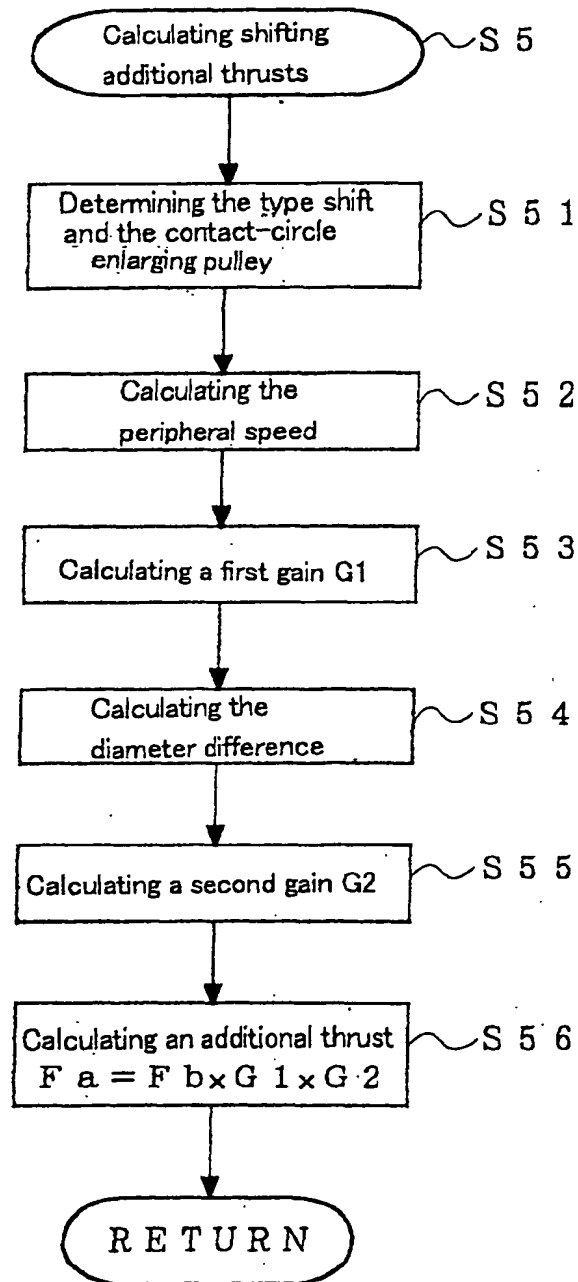 Calculating shifting
additional thrusts
S 5
Determining the type shift
and the contact-circle
enlarging pulley
S 5 1
Calculating the
peripheral speed
S 5 2
Calculating a first gain G1
S 5 3
Calculating the
diameter difference
S 5 4
Calculating a second gain G2
S 5 5
Calculating an additional thrust
F a = F b × G 1 × G 2
S 5 6
R E T U R N